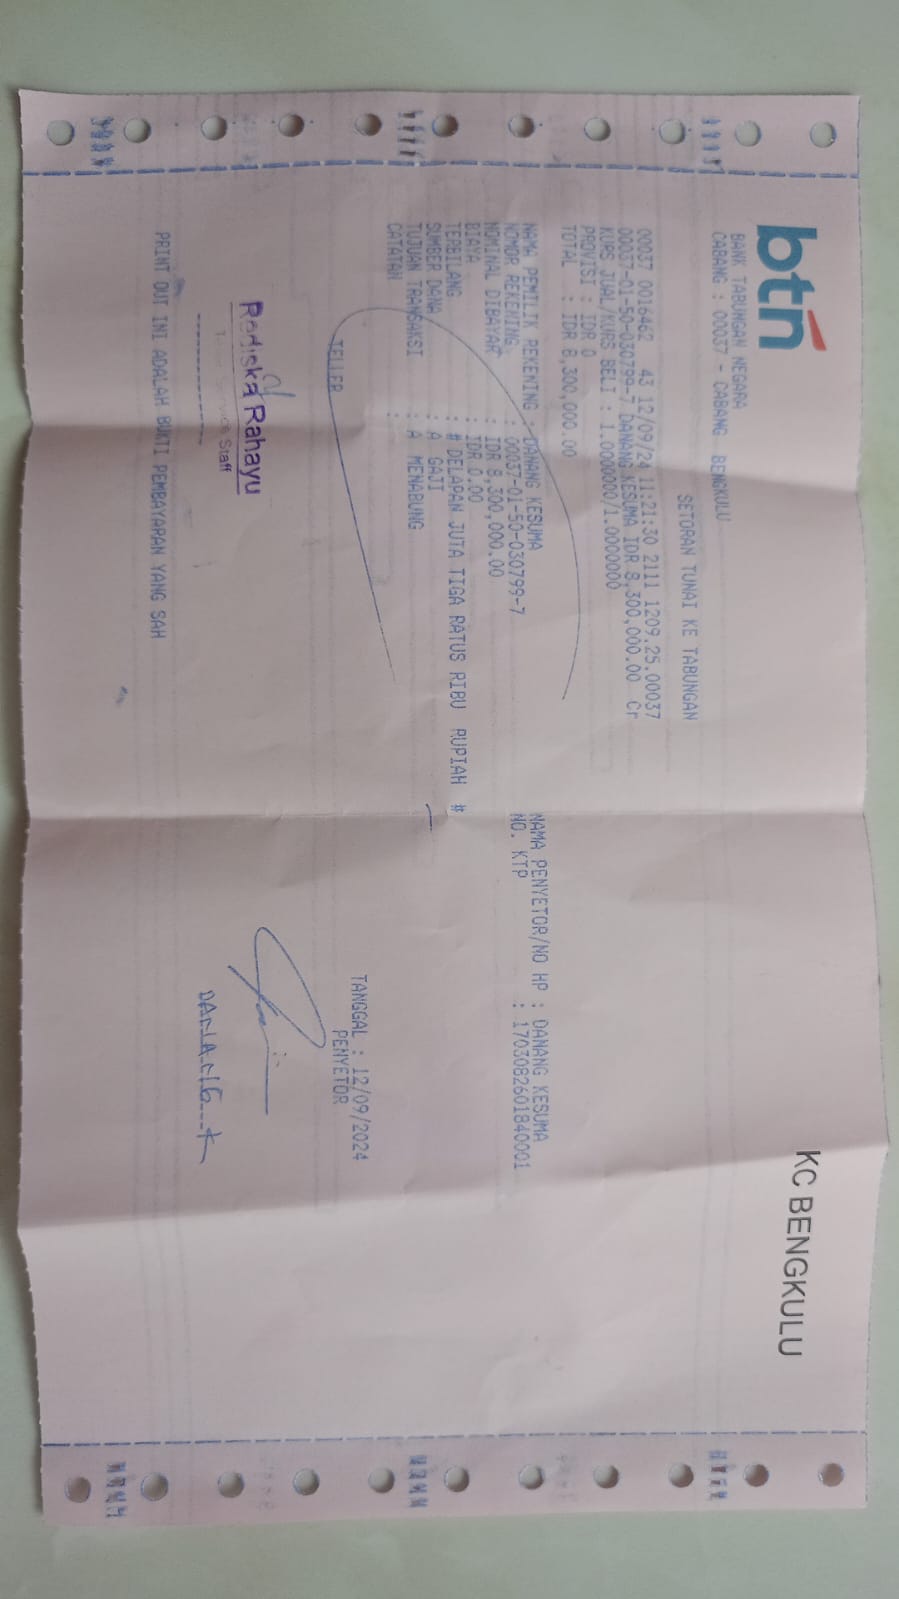 btn
KC BENGKULU
BANK TABUNGAN NEGARA
CABANG : 00037 - CABANG BENGKULU
SETORAN TUNAI KE TABUNGAN
0037 0016462 43 12/09/24 11:21:30 2111 1209.25.00037
00037-01-50-030799-7 DANANG KESUMA IDR 8,300,000.00 Cr
KURS JUAL/KURS BELI : 1.0000000/1.0000000
PROVISI : IDR 0
TOTAL : IDR 8,300,000.00
NAMA PEMILIK REKENING : DANANG KESUMA NAMA PENYETOR/NO HP : DANANG KESUMA
NOMOR REKENING : 00037-01-50-030799-7 NO. KTP : 1703082601840001
NOMINAL DIBAYAR : IDR 8,300,000.00
BIAYA : IDR 0.00
TERBILANG : # DELAPAN JUTA TIGA RATUS RIBU RUPIAH #
SUMBER DANA : A GAJI
TUJUAN TRANSAKSI : A MENABUNG
CATATAN :
TANGGAL : 12/09/2024
TELLER PENYETOR
Rediska Rahayu
Staff
DANANG K
PRINT OUT INI ADALAH BUKTI PEMBAYARAN YANG SAH